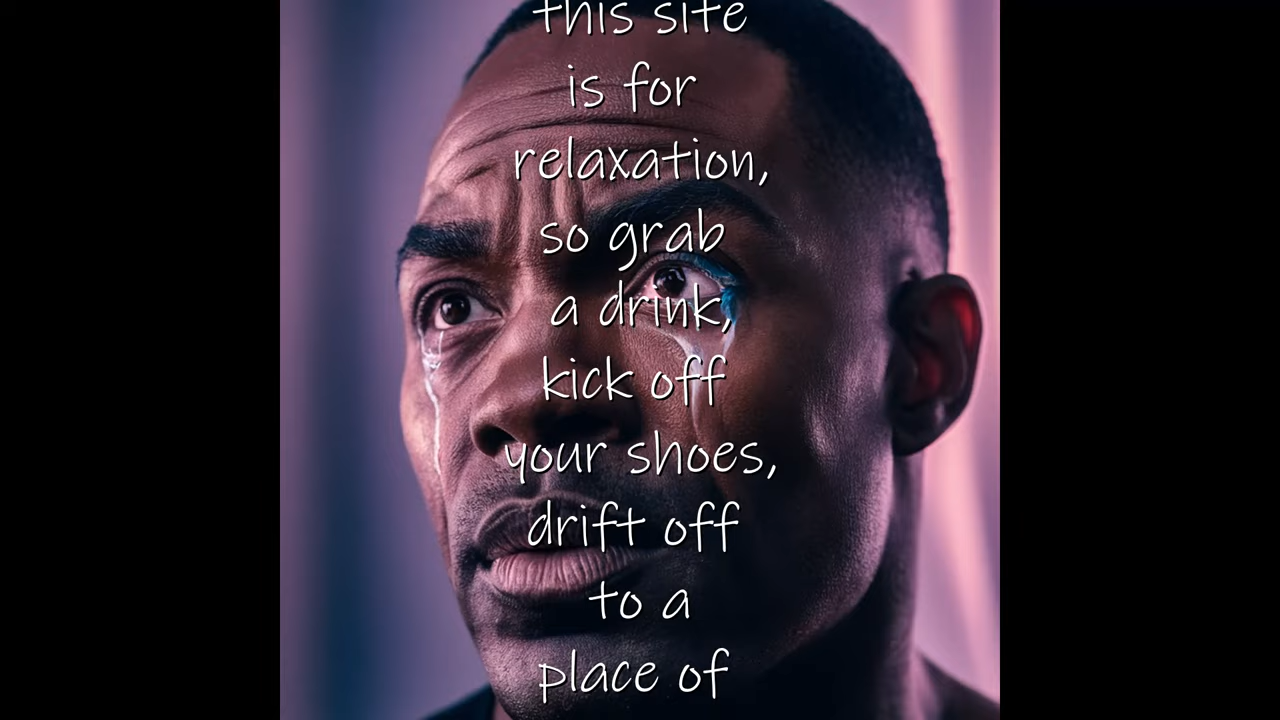 this site
is for
relaxation,
so grab
a drink,
kick off
your shoes,
drift off
to a
place of